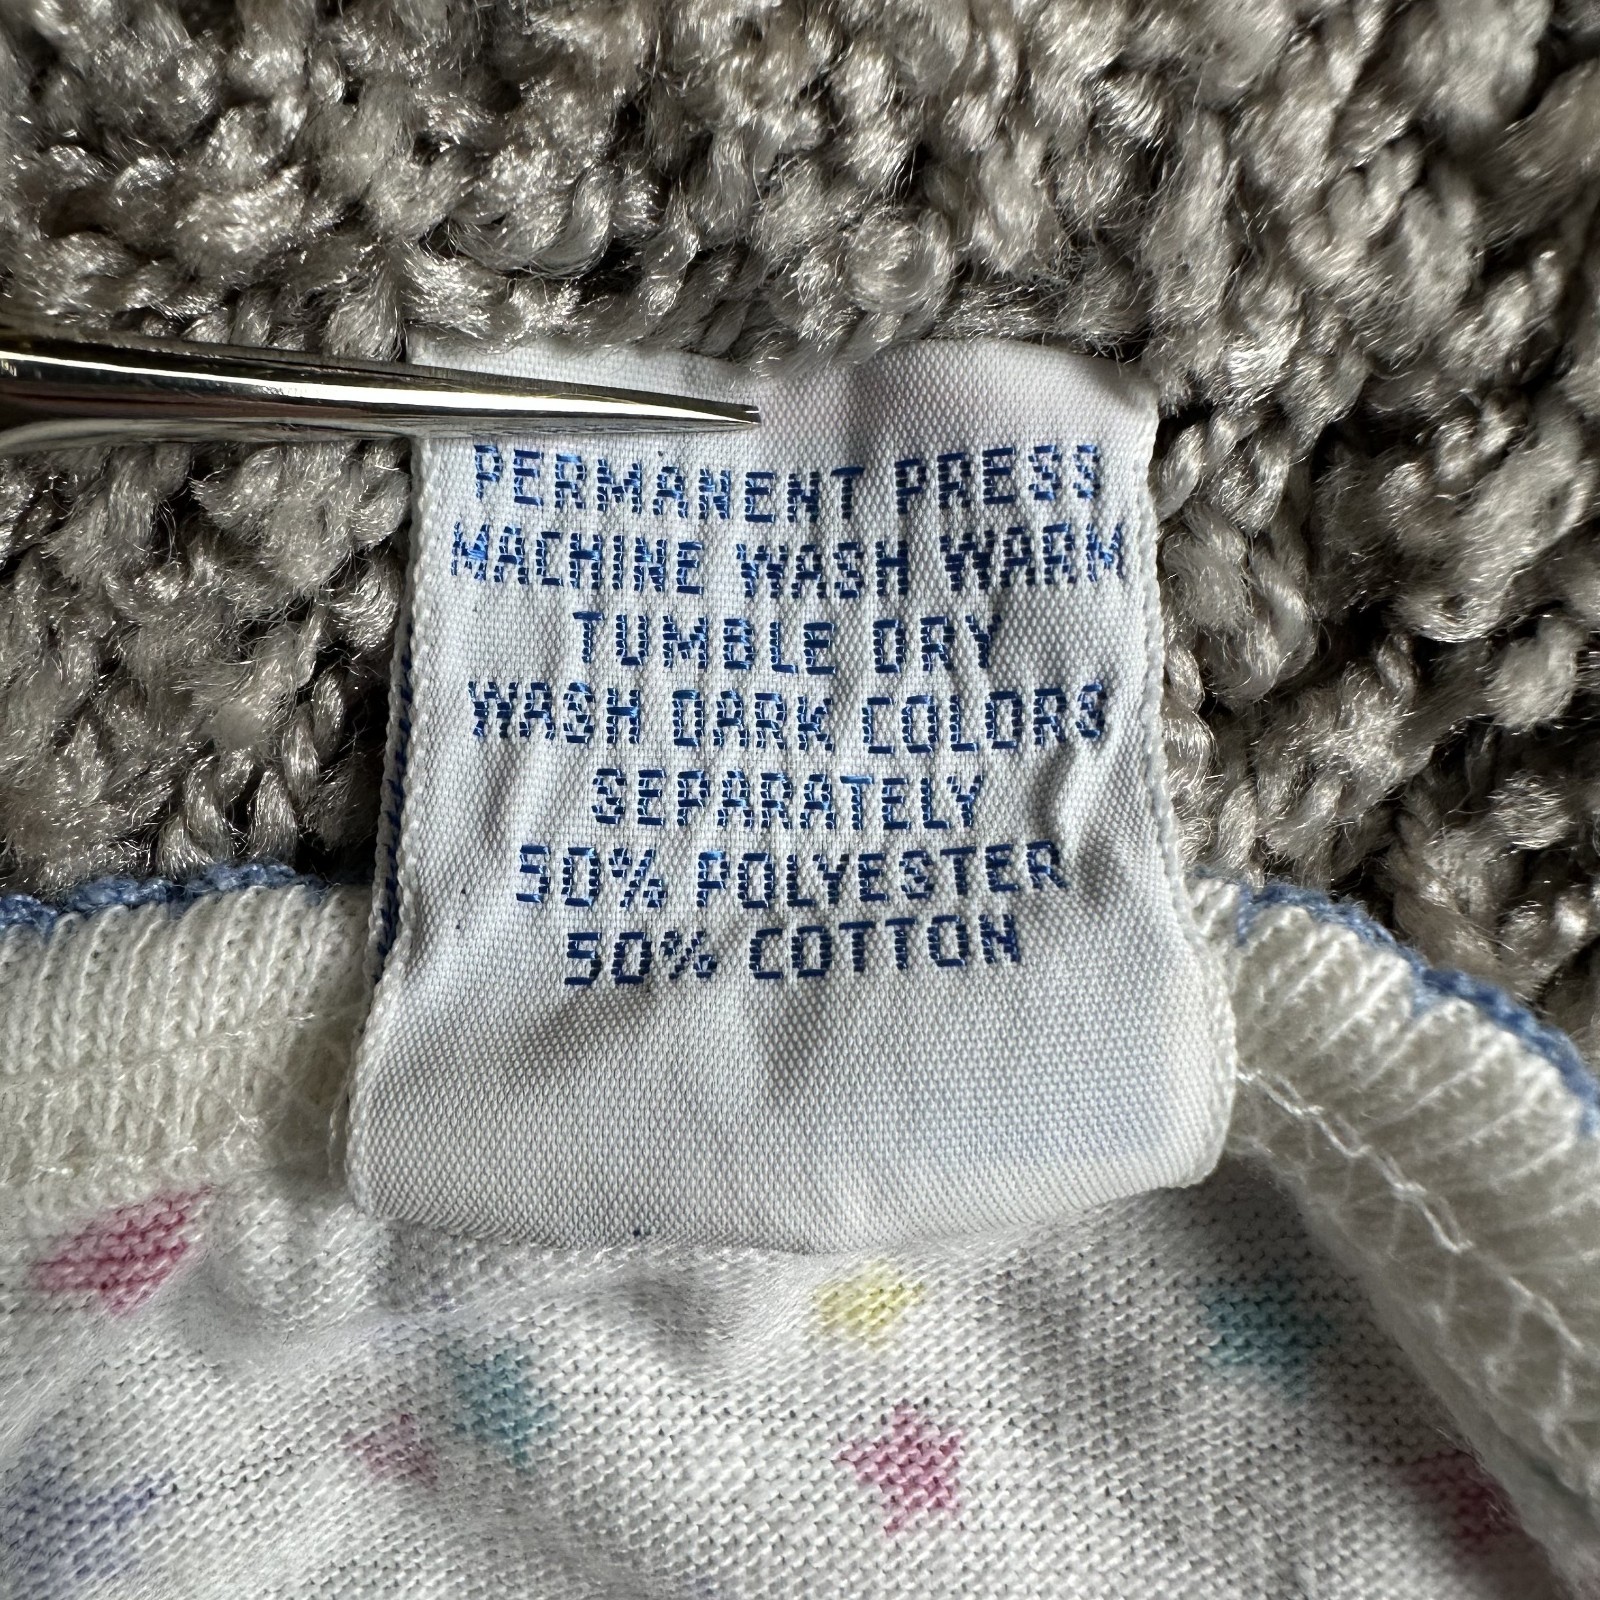 PERMANENT PRESS
MACHINE WASH WARM
TUMBLE DRY
WASH DARK COLORS
SEPARATELY
50% POLYESTER
50% COTTON